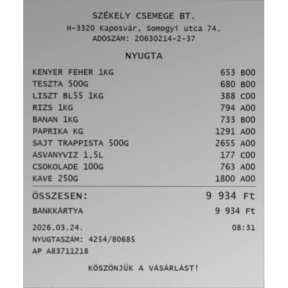 SZÉKELY CSEMEGE BT.
H-3320 Kaposvár, Somogyi utca 74.
ADÓSZÁM: 20630214-2-37
NYUGTA
KENYER FEHER 1KG 653 B00
TESZTA 500G 680 B00
LISZT BL55 1KG 388 C00
RIZS 1KG 794 A00
BANAN 1KG 733 B00
PAPRIKA KG 1291 A00
SAJT TRAPPISTA 500G 2655 A00
ASVANYVIZ 1,5L 177 C00
CSOKOLADE 100G 763 A00
KAVE 250G 1800 A00
ÖSSZESEN: 9 934 Ft
BANKKÁRTYA 9 934 Ft
2026.03.24. 08:31
NYUGTASZÁM: 4254/80685
AP A83711218
KÖSZÖNJÜK A VÁSÁRLÁST!